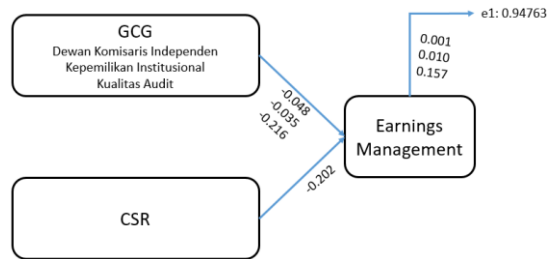 GCG
Dewan Komisaris Independen
Kepemilikan Institusional
Kualitas Audit
e1: 0.94763
0.001
0.010
0.157
-0.048
-0.035
-0.216
Earnings
Management
-0.202
CSR